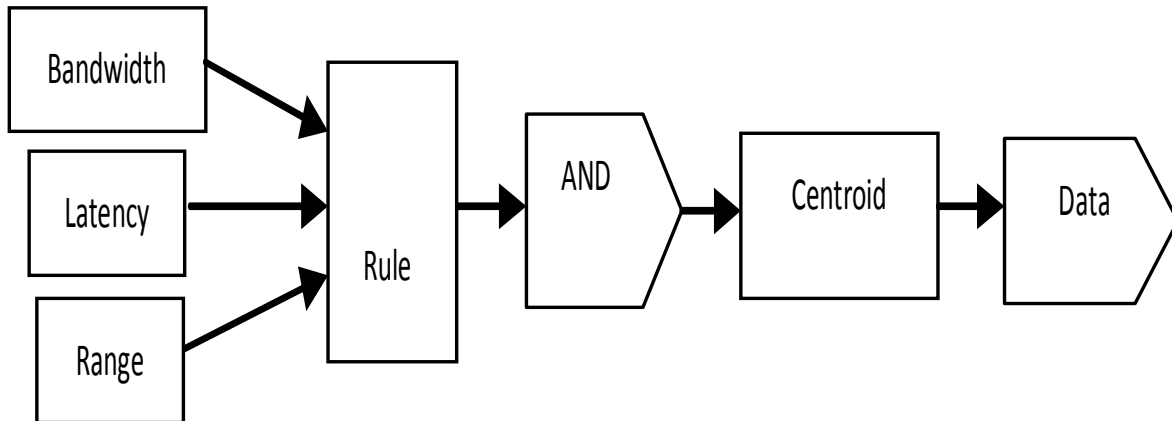 Bandwidth
Latency
Range
Rule
AND
Centroid
Data